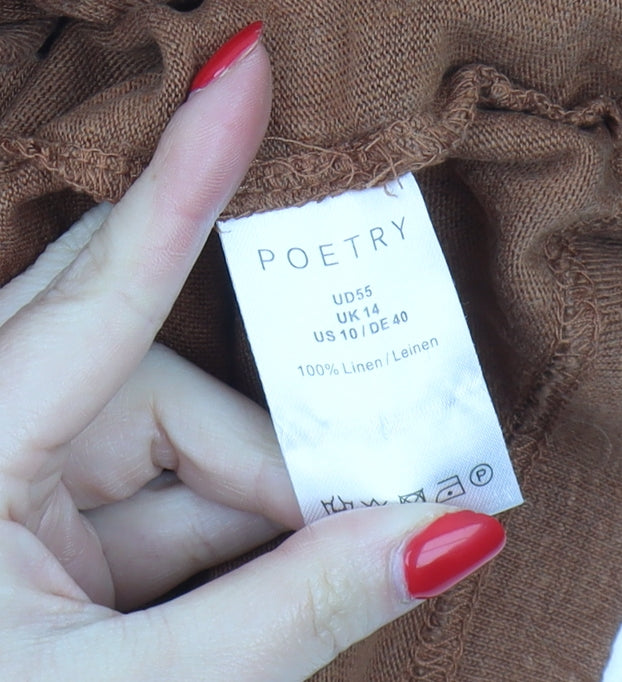 POETRY
UD55
UK 14
US 10 / DE 40
100% Linen / Leinen
P